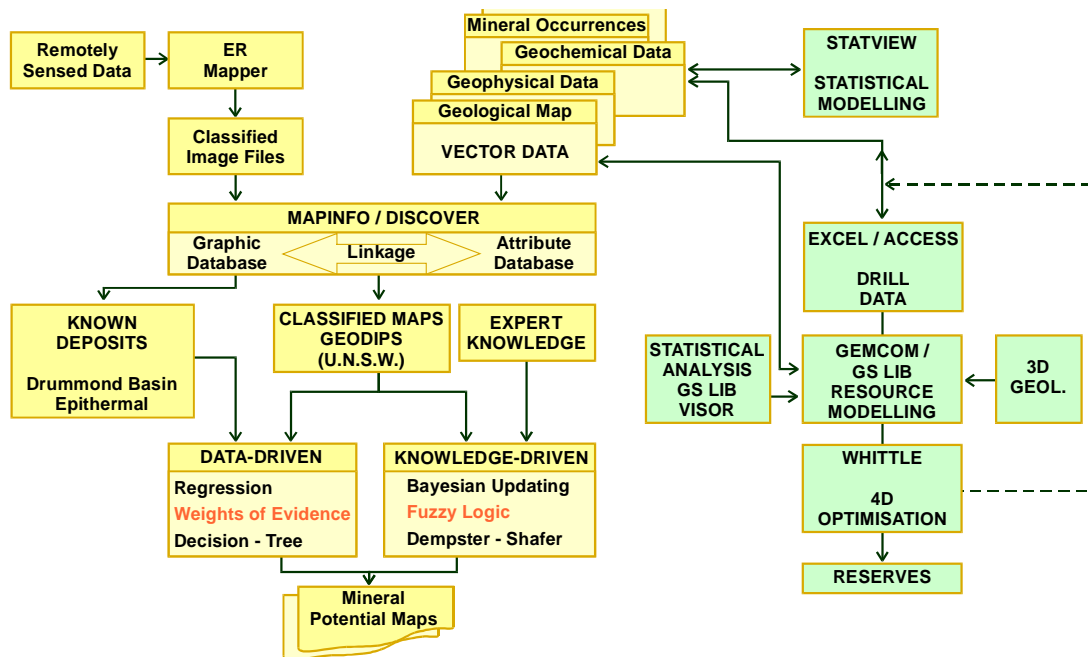 Remotely
Sensed Data
ER
Mapper
Classified
Image Files
Mineral Occurrences
Geochemical Data
Geophysical Data
Geological Map
VECTOR DATA
STATVIEW
STATISTICAL
MODELLING
MAPINFO / DISCOVER
Graphic
Database
Linkage
Attribute
Database
EXCEL / ACCESS
DRILL
DATA
KNOWN
DEPOSITS
Drummond Basin
Epithermal
CLASSIFIED MAPS
GEODIPS
(U.N.S.W.)
EXPERT
KNOWLEDGE
STATISTICAL
ANALYSIS
GS LIB
VISOR
GEMCOM /
GS LIB
RESOURCE
MODELLING
3D
GEOL.
DATA-DRIVEN
Regression
Weights of Evidence
Decision - Tree
KNOWLEDGE-DRIVEN
Bayesian Updating
Fuzzy Logic
Dempster - Shafer
WHITTLE
4D
OPTIMISATION
RESERVES
Mineral
Potential Maps